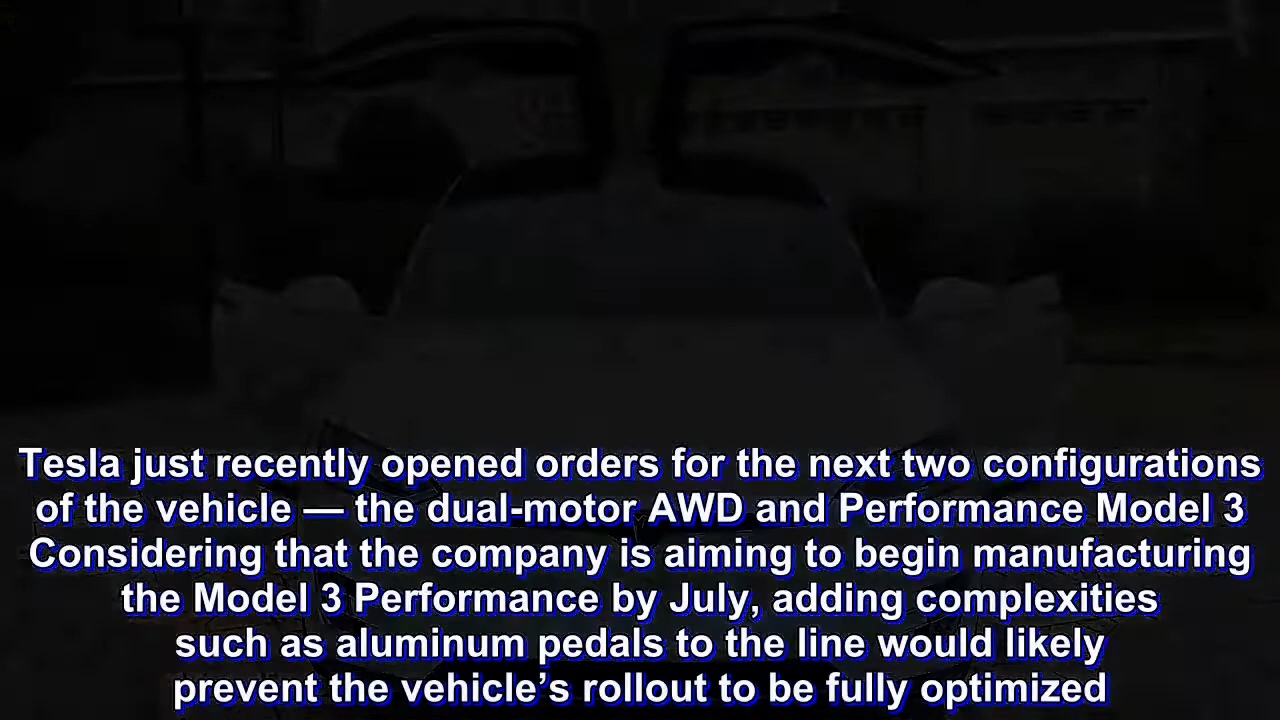 Tesla just recently opened orders for the next two configurations
of the vehicle — the dual-motor AWD and Performance Model 3
Considering that the company is aiming to begin manufacturing
the Model 3 Performance by July, adding complexities
such as aluminum pedals to the line would likely
prevent the vehicle’s rollout to be fully optimized